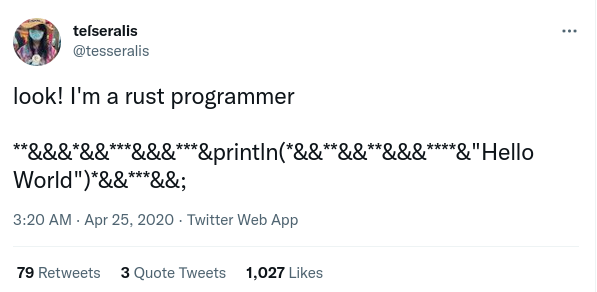 teſseralis
@tesseralis
look! I'm a rust programmer
**&&&*&&***&&&***&println(*&&**&&**&&&****&"Hello
World")*&&***&&;
3:20 AM · Apr 25, 2020 · Twitter Web App
79 Retweets 3 Quote Tweets 1,027 Likes